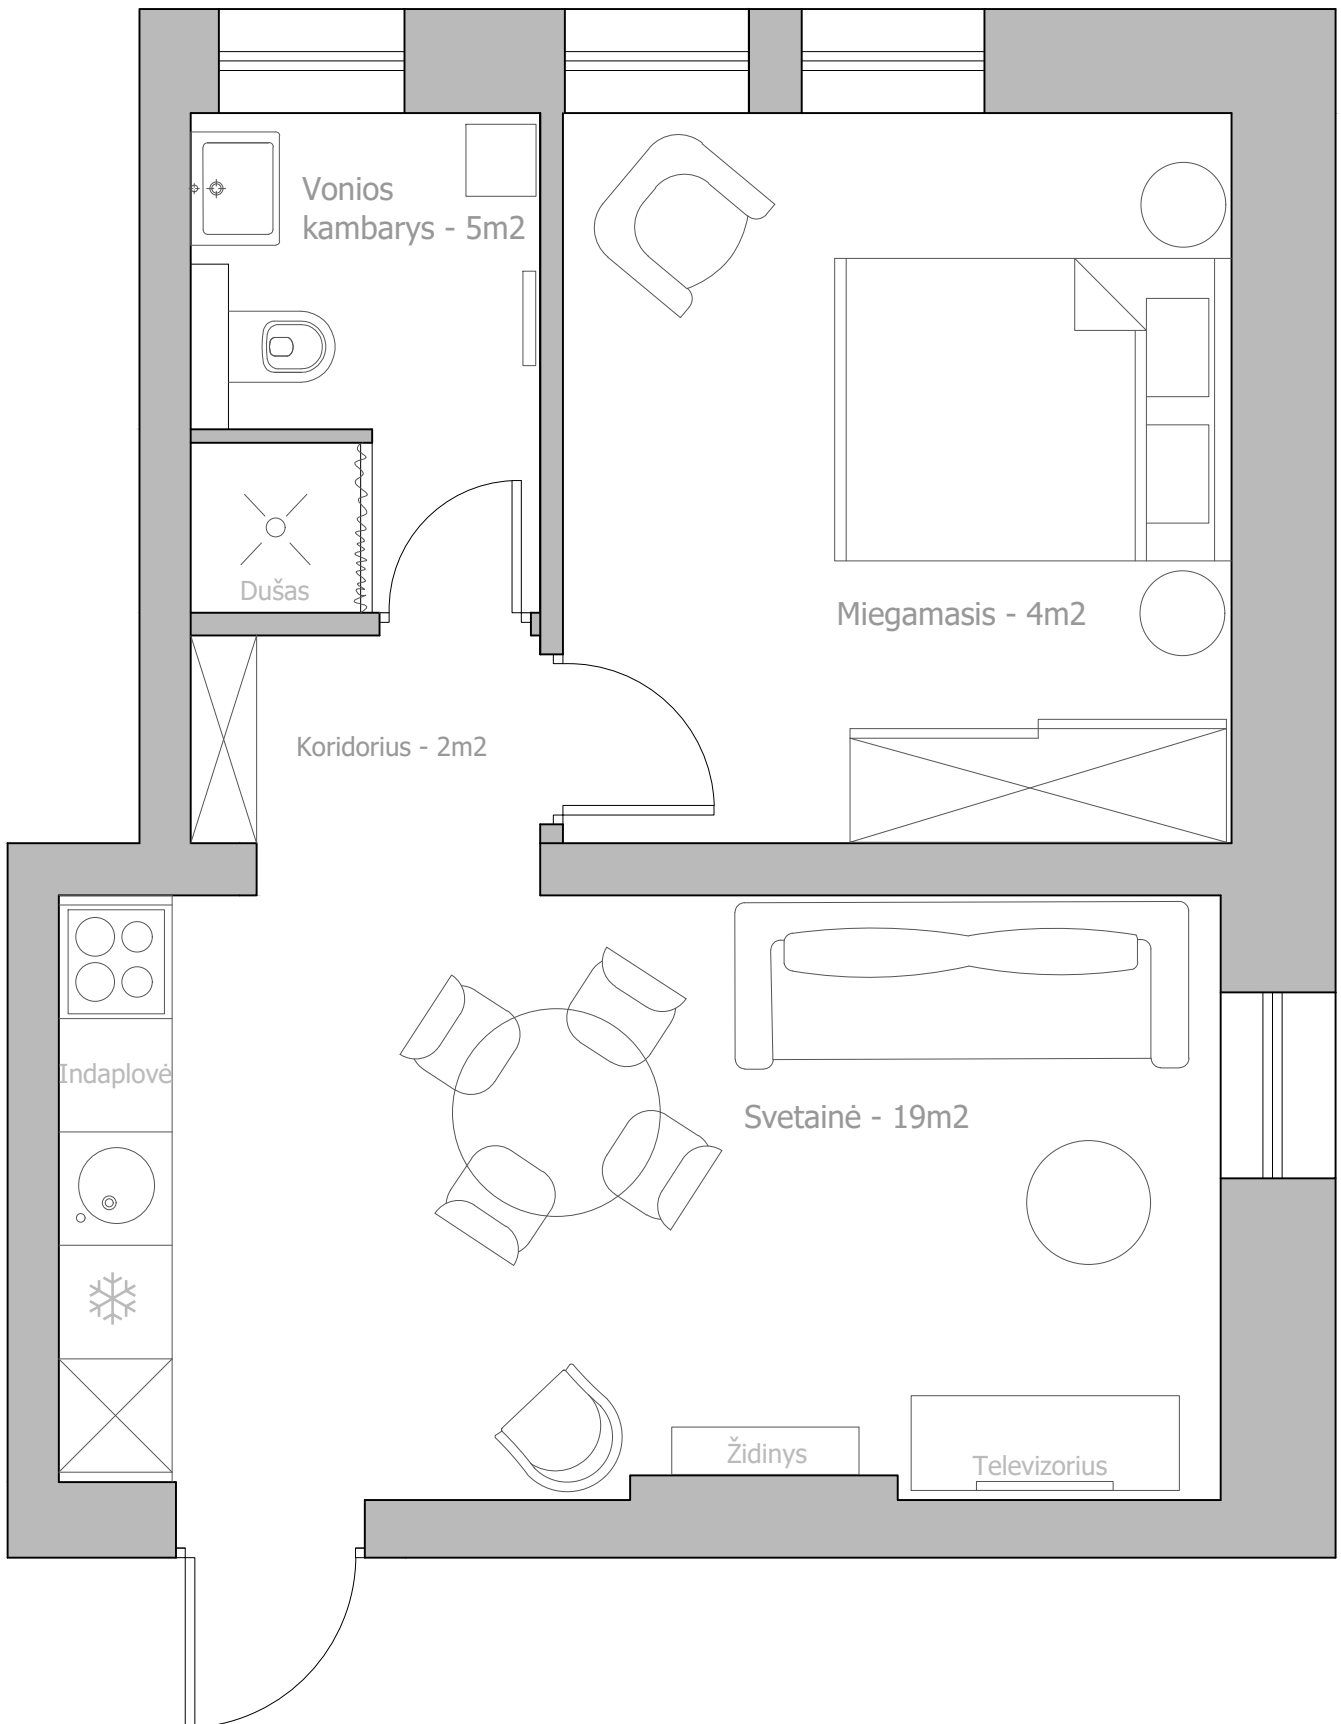 Vonios
kambarys - 5m2
Dušas
Miegamasis - 4m2
Koridorius - 2m2
Indaplovė
Svetainė - 19m2
Židinys
Televizorius